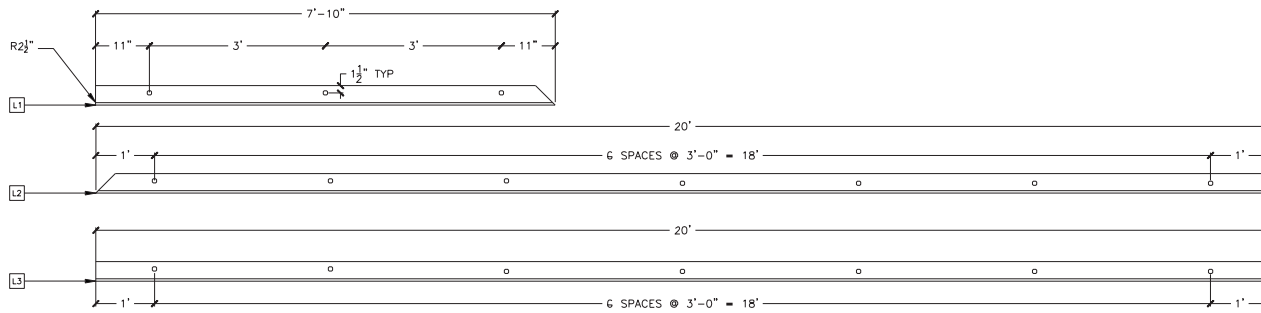 7'-10"
R2½"
11"
3'
3'
11"
1½" TYP
L1
20'
1'
6 SPACES @ 3'-0" = 18'
1'
L2
20'
L3
1'
6 SPACES @ 3'-0" = 18'
1'